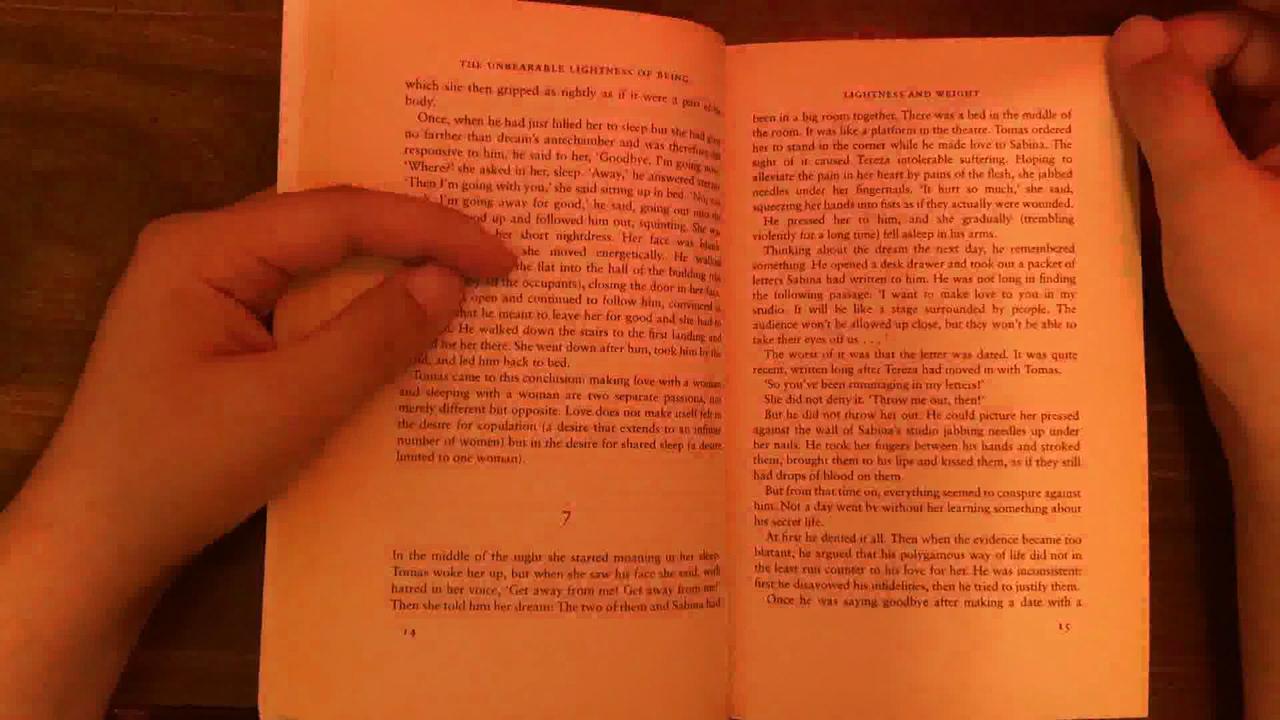 THE UNBEARABLE LIGHTNESS OF BEING
which she then gripped as tightly as if it were a part of
body.
Once, when he had just lulled her to sleep but she had
no farther than dream's antechamber and was therefore
responsive to him, he said to her, 'Goodbye, I'm going now.'
'Where?' she asked in her, sleep. 'Away,' he answered
'Then I'm going with you,' she said sitting up in bed. 'No,
I'm going away for good,' he said, going out into the
up and followed him out, squinting. She
her short nightdress. Her face was blank
she moved energetically. He walked
the flat into the hall of the building
the occupants), closing the door in her face.
open and continued to follow him, convinced
that he meant to leave her for good and she had to
He walked down the stairs to the first landing and
for her there. She went down after him, took him by the
and led him back to bed.
Tomas came to this conclusion: making love with a woman
and sleeping with a woman are two separate passions, not
merely different but opposite. Love does not make itself felt in
the desire for copulation (a desire that extends to an infinite
number of women) but in the desire for shared sleep (a desire
limited to one woman).
7
In the middle of the night she started moaning in her sleep.
Tomas woke her up, but when she saw his face she said, with
hatred in her voice, 'Get away from me! Get away from me!'
Then she told him her dream: The two of them and Sabina had
14
LIGHTNESS AND WEIGHT
been in a big room together. There was a bed in the middle of
the room. It was like a platform in the theatre. Tomas ordered
her to stand in the corner while he made love to Sabina. The
sight of it caused Tereza intolerable suffering. Hoping to
alleviate the pain in her heart by pains of the flesh, she jabbed
needles under her fingernails. 'It hurt so much,' she said,
squeezing her hands into fists as if they actually were wounded.
He pressed her to him, and she gradually (trembling
violently for a long time) fell asleep in his arms.
Thinking about the dream the next day, he remembered
something. He opened a desk drawer and took out a packet of
letters Sabina had written to him. He was not long in finding
the following passage: 'I want to make love to you in my
studio. It will be like a stage surrounded by people. The
audience won't be allowed up close, but they won't be able to
take their eyes off us . . . '
The worst of it was that the letter was dated. It was quite
recent, written long after Tereza had moved in with Tomas.
'So you've been rummaging in my letters!'
She did not deny it. 'Throw me out, then!'
But he did not throw her out. He could picture her pressed
against the wall of Sabina's studio jabbing needles up under
her nails. He took her fingers between his hands and stroked
them, brought them to his lips and kissed them, as if they still
had drops of blood on them.
But from that time on, everything seemed to conspire against
him. Not a day went by without her learning something about
his secret life.
At first he denied it all. Then when the evidence became too
blatant, he argued that his polygamous way of life did not in
the least run counter to his love for her. He was inconsistent:
first he disavowed his infidelities, then he tried to justify them.
Once he was saying goodbye after making a date with a
15